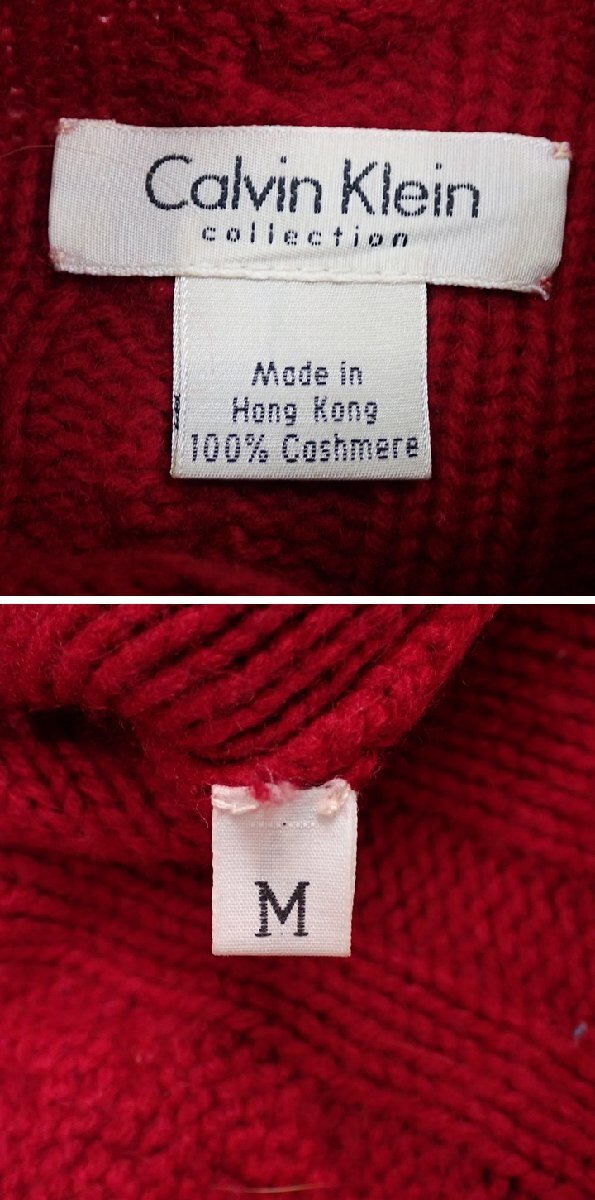 Calvin Klein
collection
Made in
Hong Kong
100% Cashmere
M